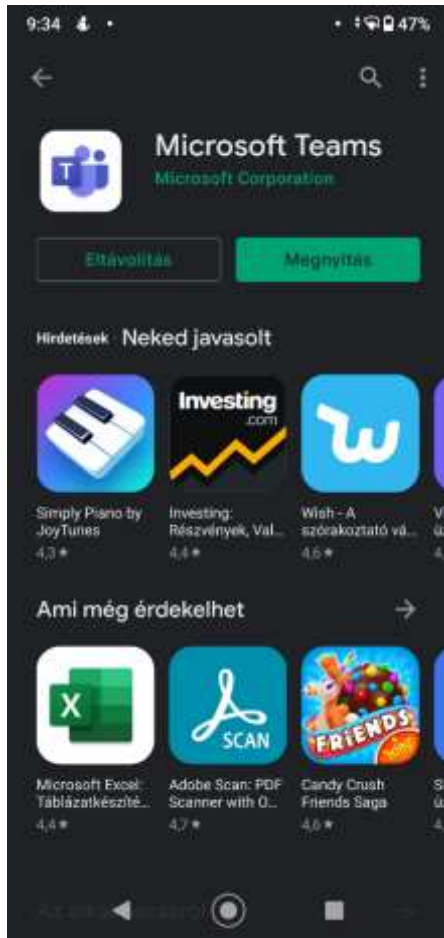 9:34
47%
Microsoft Teams
Microsoft Corporation
Eltávolítás
Megnyitás
Hirdetések Neked javasolt
Investing
.com
Simply Piano by
JoyTunes
4,3★
Investing:
Részvények, Val...
4,4★
Wish - A
szórakoztató vá...
4,6★
Ami még érdekelhet
SCAN
FRIENDS
Microsoft Excel:
Táblázatkészíté...
4,4★
Adobe Scan: PDF
Scanner with O...
4,7★
Candy Crush
Friends Saga
4,6★